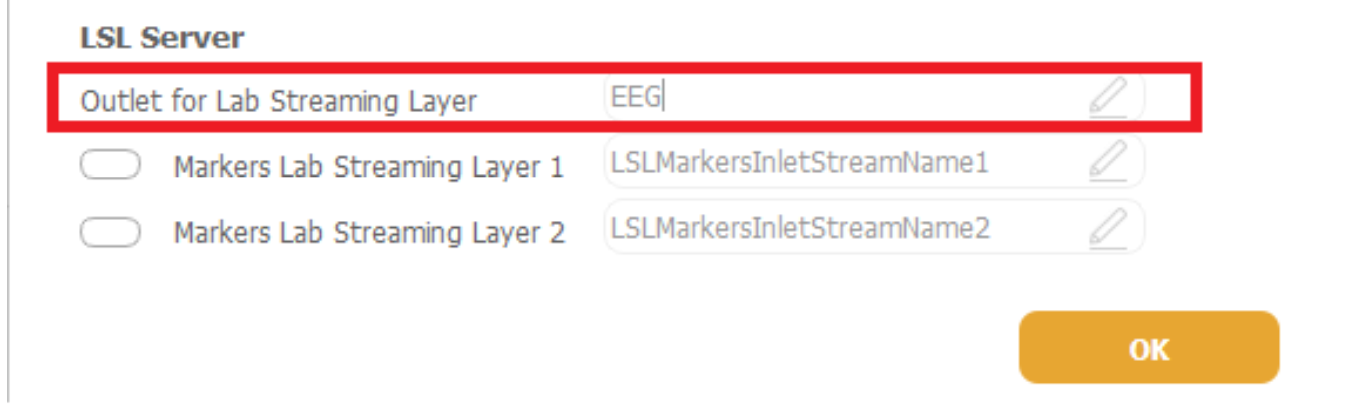 LSL Server
Outlet for Lab Streaming Layer EEG
Markers Lab Streaming Layer 1 LSLMarkersInletStreamName1
Markers Lab Streaming Layer 2 LSLMarkersInletStreamName2
OK